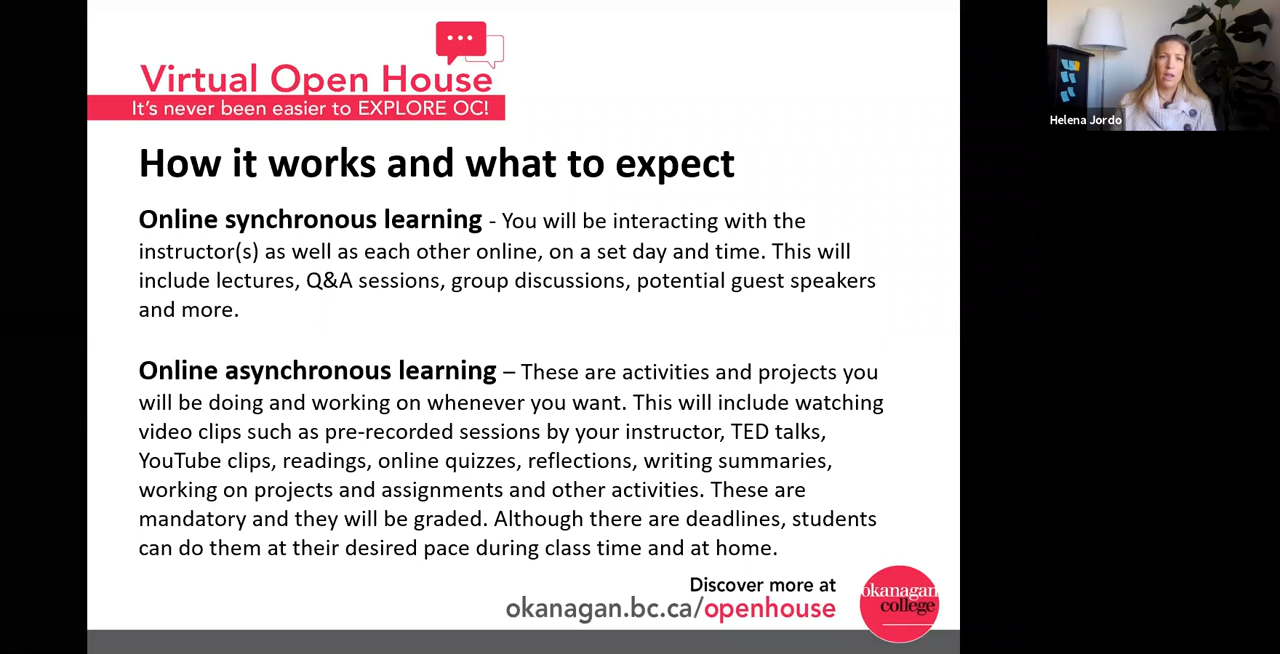 Virtual Open House
It's never been easier to EXPLORE OC!
How it works and what to expect
Online synchronous learning - You will be interacting with the
instructor(s) as well as each other online, on a set day and time. This will
include lectures, Q&A sessions, group discussions, potential guest speakers
and more.
Online asynchronous learning – These are activities and projects you
will be doing and working on whenever you want. This will include watching
video clips such as pre-recorded sessions by your instructor, TED talks,
YouTube clips, readings, online quizzes, reflections, writing summaries,
working on projects and assignments and other activities. These are
mandatory and they will be graded. Although there are deadlines, students
can do them at their desired pace during class time and at home.
Discover more at
okanagan.bc.ca/openhouse
okanagan
college
Helena Jordo